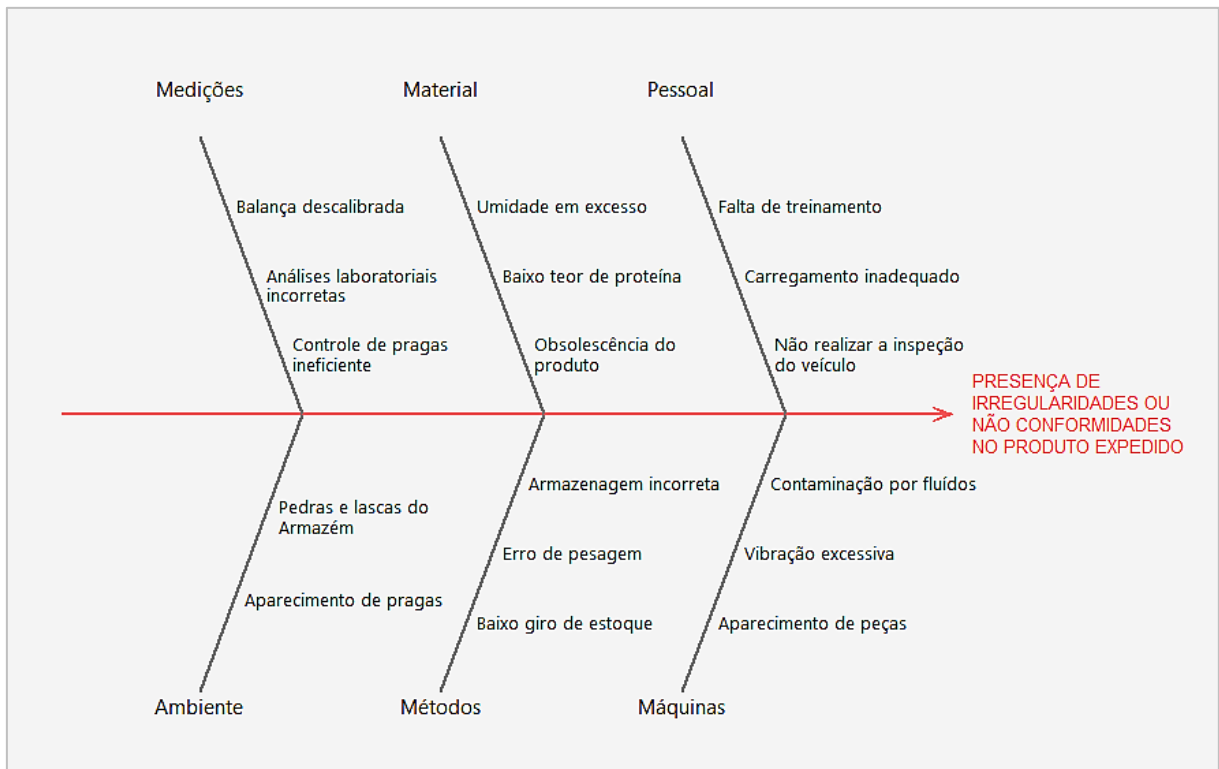 Medições
Material
Pessoal
Balança descalibrada
Umidade em excesso
Falta de treinamento
Análises laboratoriais
incorretas
Baixo teor de proteína
Carregamento inadequado
Controle de pragas
ineficiente
Obsolescência do
produto
Não realizar a inspeção
do veículo
PRESENÇA DE
IRREGULARIDADES OU
NÃO CONFORMIDADES
NO PRODUTO EXPEDIDO
Pedras e lascas do
Armazém
Armazenagem incorreta
Contaminação por fluídos
Erro de pesagem
Vibração excessiva
Aparecimento de pragas
Baixo giro de estoque
Aparecimento de peças
Ambiente
Métodos
Máquinas